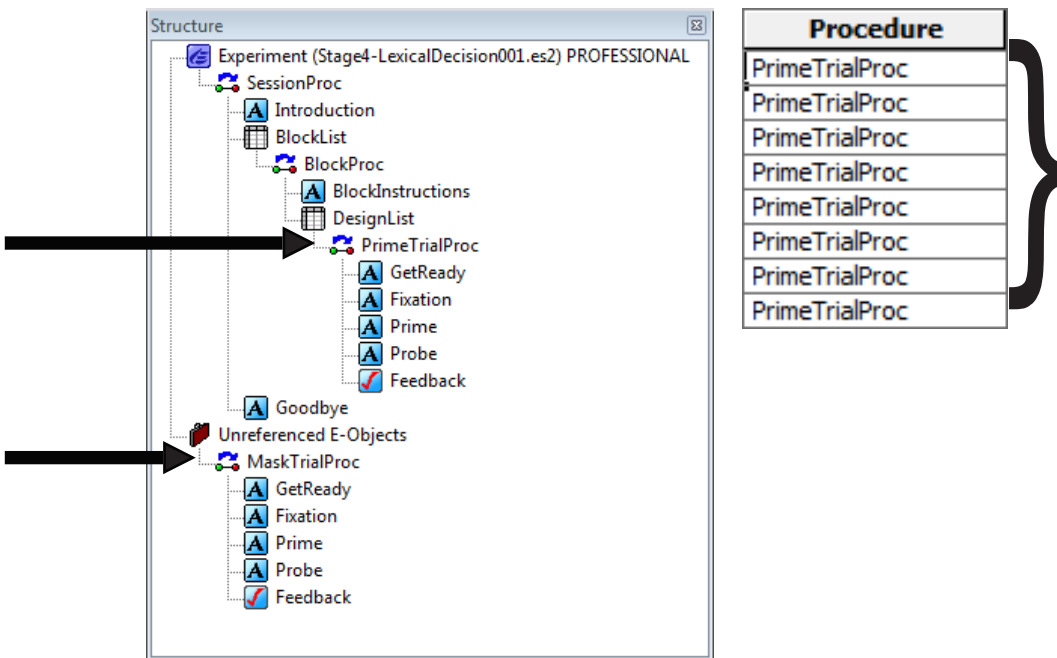 Structure
Experiment (Stage4-LexicalDecision001.es2) PROFESSIONAL
SessionProc
Introduction
BlockList
BlockProc
BlockInstructions
DesignList
PrimeTrialProc
GetReady
Fixation
Prime
Probe
Feedback
Goodbye
Unreferenced E-Objects
MaskTrialProc
GetReady
Fixation
Prime
Probe
Feedback
Procedure
PrimeTrialProc
PrimeTrialProc
PrimeTrialProc
PrimeTrialProc
PrimeTrialProc
PrimeTrialProc
PrimeTrialProc
PrimeTrialProc